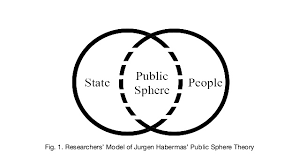 State
Public
Sphere
People
Fig. 1. Researchers' Model of Jurgen Habermas' Public Sphere Theory